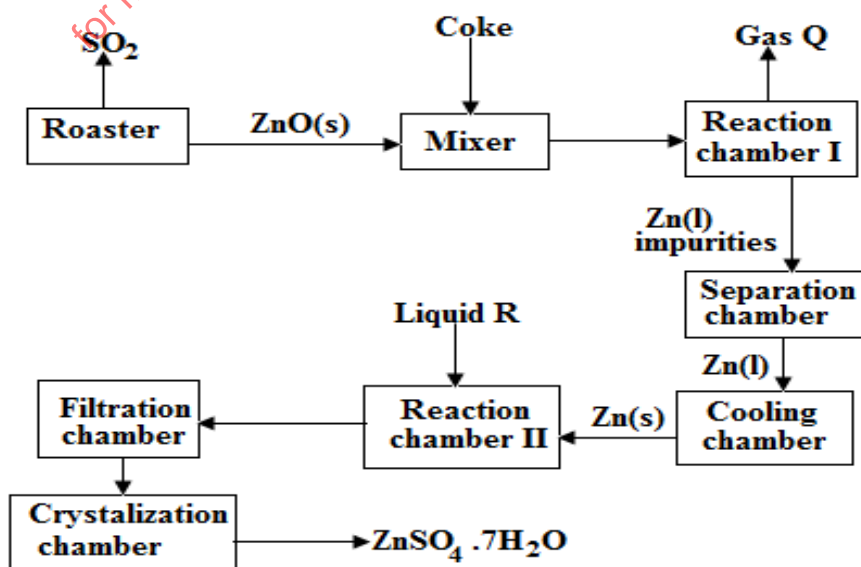 for
SO₂
Coke
Gas Q
Roaster
ZnO(s)
Mixer
Reaction
chamber I
Zn(l)
impurities
Separation
chamber
Liquid R
Zn(l)
Filtration
chamber
Reaction
chamber II
Zn(s)
Cooling
chamber
Crystalization
chamber
ZnSO₄ .7H₂O